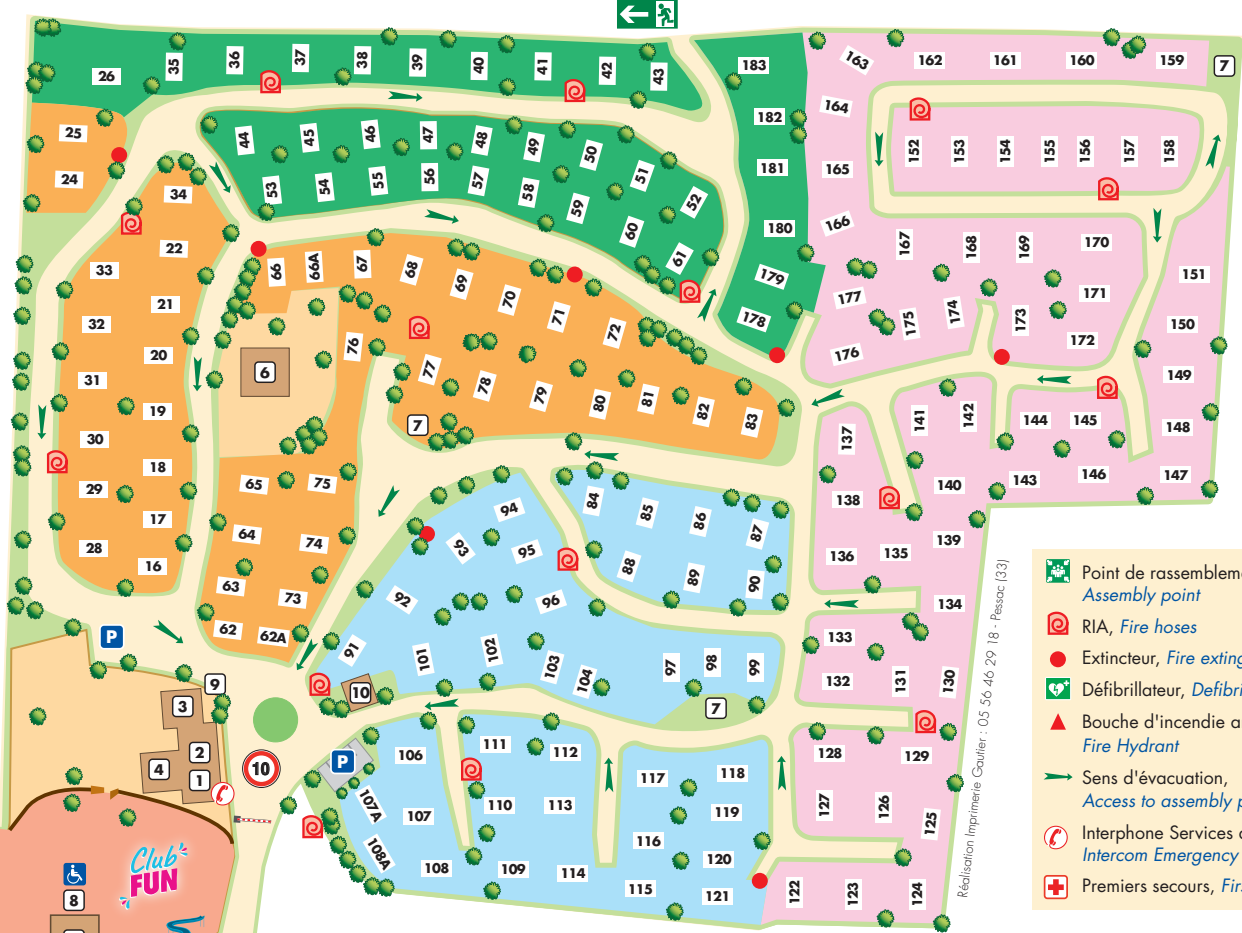 26 35 36 37 38 39 40 41 42 43
183 163 162 161 160 159 7
25 44 45 46 47 48 49 50 51 52
182 164
24 53 54 55 56 57 58 59 60 61
181 165 152 153 154 155 156 157 158
34 22 33 21 32 20 31 19 30 18 29 17 28 16
180 166 167 168 169 170
66 66A 67 68 69 70 71 72
179 178 177 176 175 174 173 171 172 151 150 149 148 147
6 76 77 78 79 80 81 82 83
7
65 75 64 74 63 73 62 62A
137 141 142 144 145 143 146
138 140 136 135 139 134
94 84 85 86 87
93 95 88 89 90
92 96
91 101 102 103 104 97 98 99
133 132 131 130
P
9
3
2
4
1
10
10
7
P
106 111 112
107A 107 110 113
108A 108 109 114
117 118 119 116 120 115 121
128 129 127 126 125
122 123 124
Club
FUN
8
Réalisation Imprimerie Gautier : 05 56 46 29 18 - Pessac (33)
Point de rassembleme
Assembly point
RIA, Fire hoses
Extincteur, Fire exting
Défibrillateur, Defibri
Bouche d'incendie a
Fire Hydrant
Sens d'évacuation,
Access to assembly p
Interphone Services d
Intercom Emergency
Premiers secours, Firs